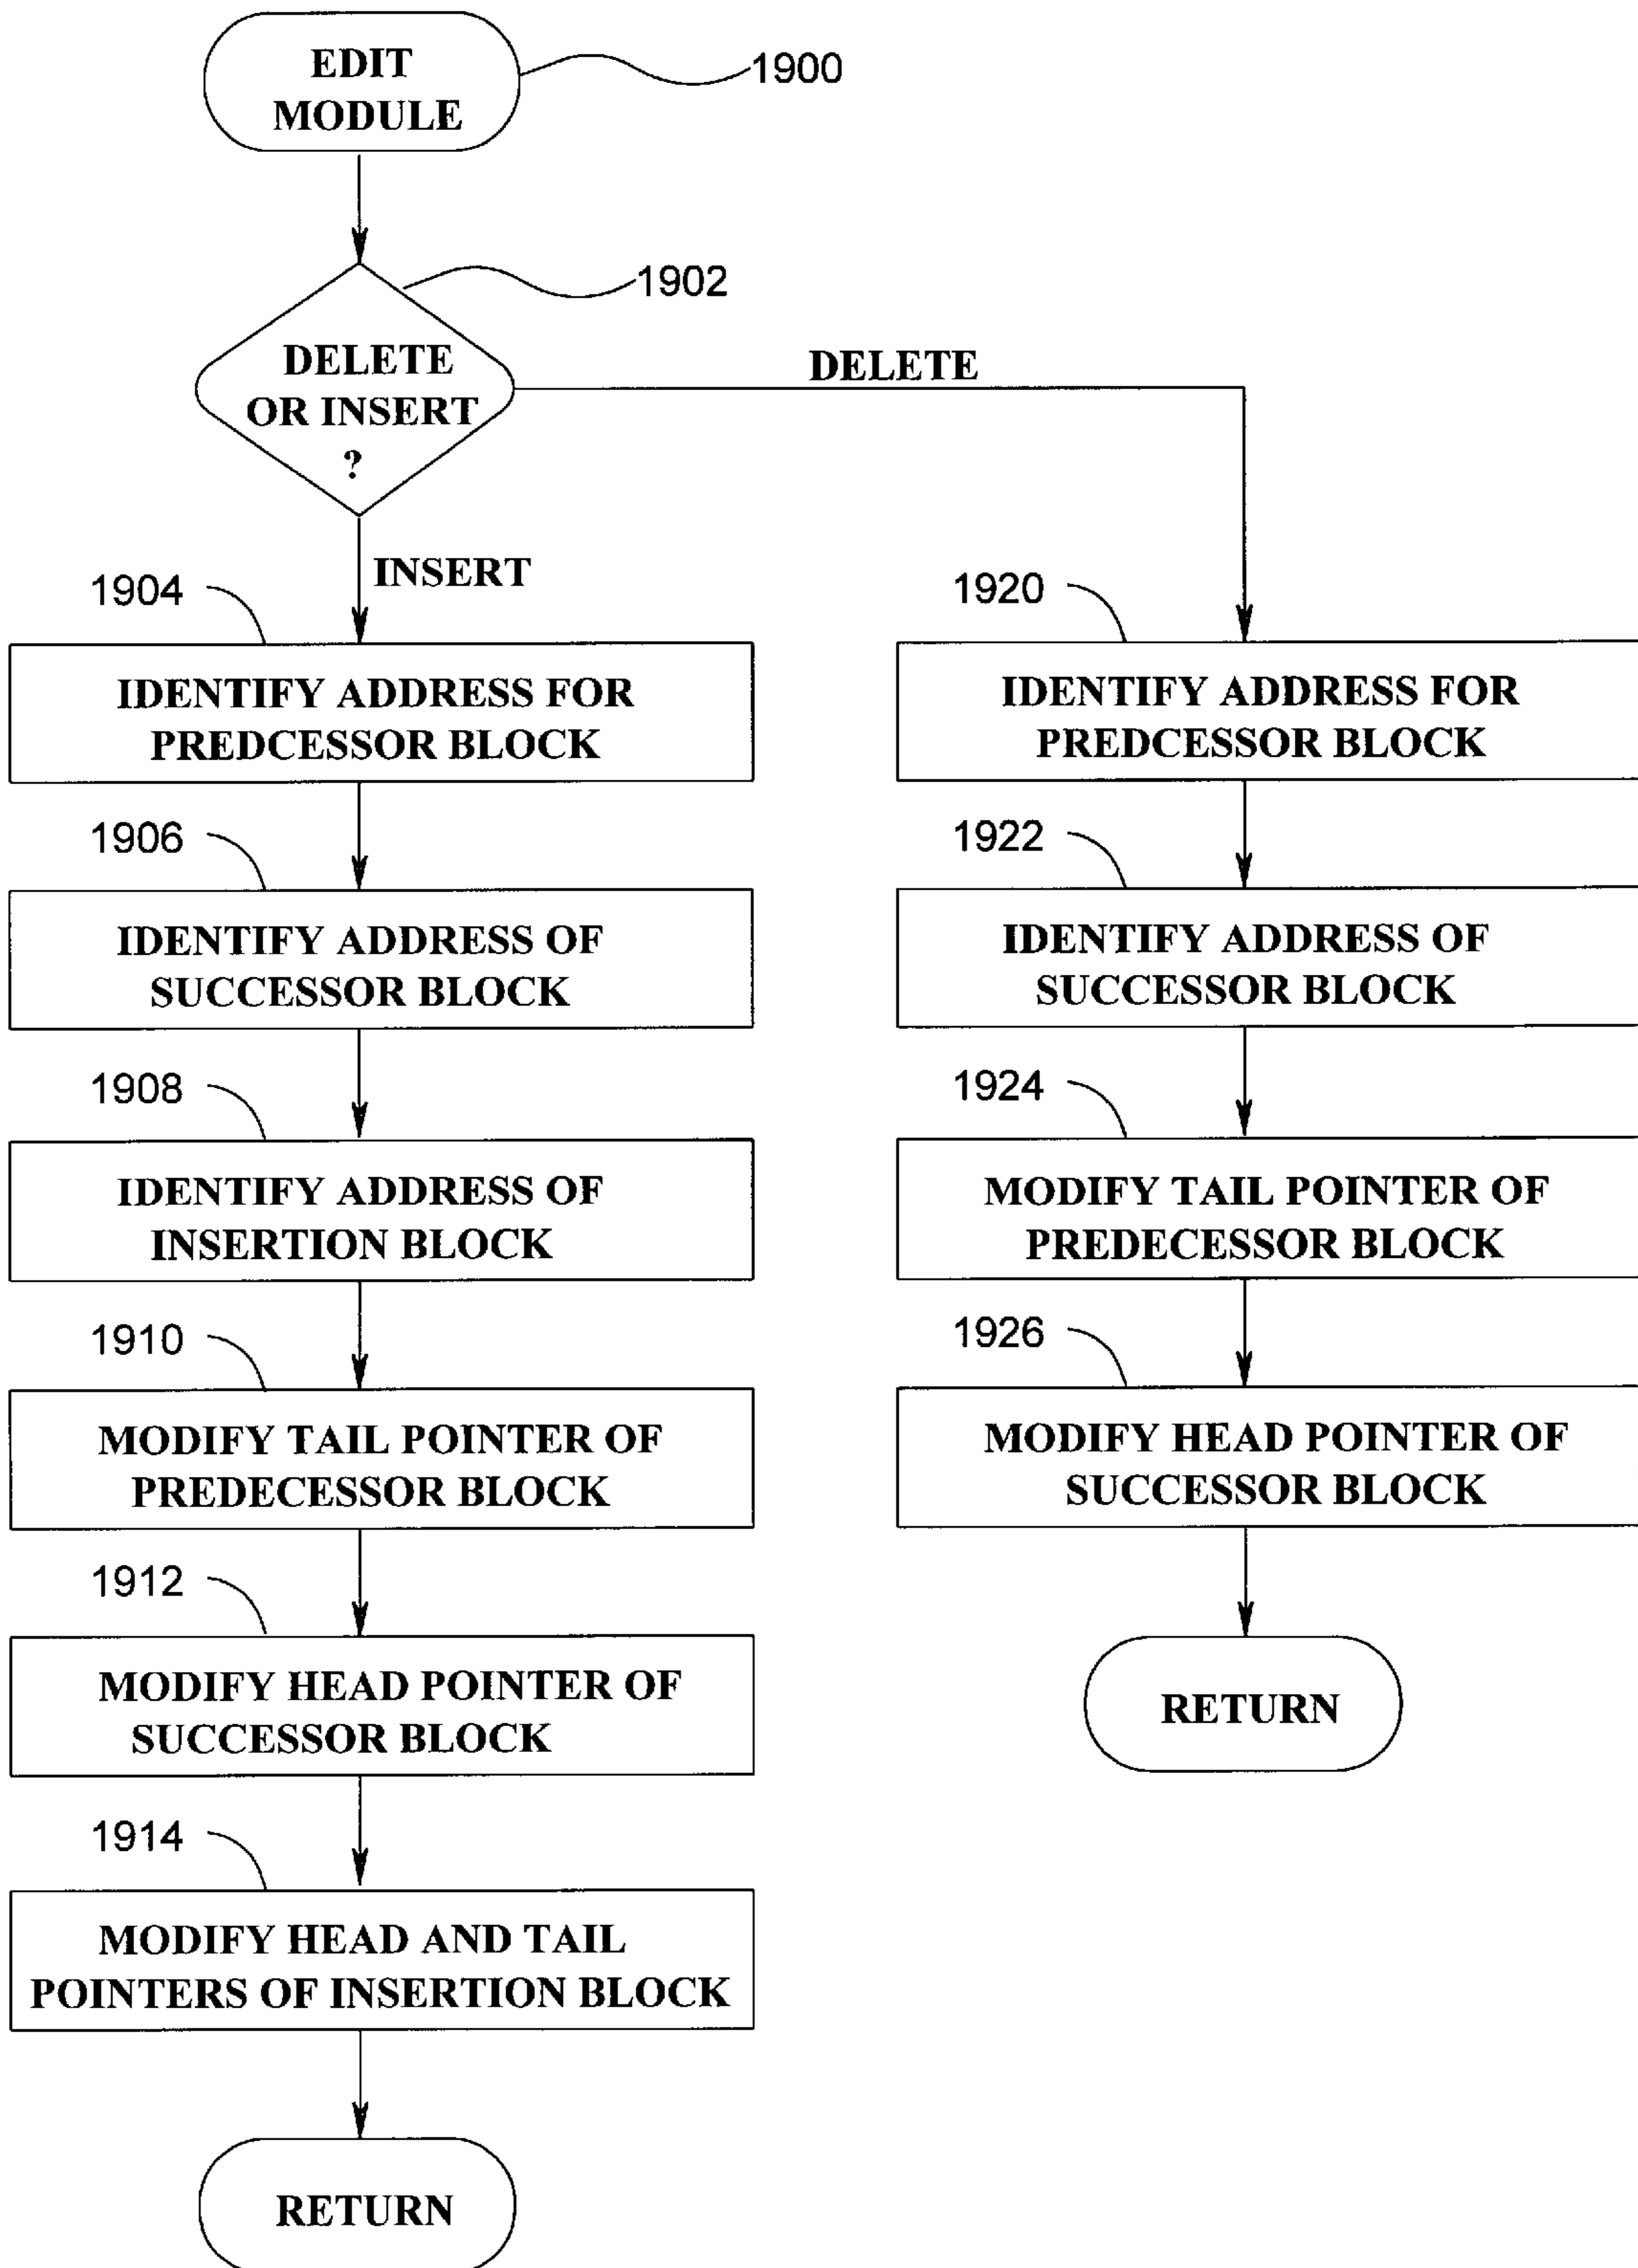 EDIT
MODULE
1900
1902
DELETE
OR INSERT
?
DELETE
INSERT
1904
IDENTIFY ADDRESS FOR
PREDCESSOR BLOCK
1906
IDENTIFY ADDRESS OF
SUCCESSOR BLOCK
1908
IDENTIFY ADDRESS OF
INSERTION BLOCK
1910
MODIFY TAIL POINTER OF
PREDECESSOR BLOCK
1912
MODIFY HEAD POINTER OF
SUCCESSOR BLOCK
1914
MODIFY HEAD AND TAIL
POINTERS OF INSERTION BLOCK
RETURN
1920
IDENTIFY ADDRESS FOR
PREDCESSOR BLOCK
1922
IDENTIFY ADDRESS OF
SUCCESSOR BLOCK
1924
MODIFY TAIL POINTER OF
PREDECESSOR BLOCK
1926
MODIFY HEAD POINTER OF
SUCCESSOR BLOCK
RETURN